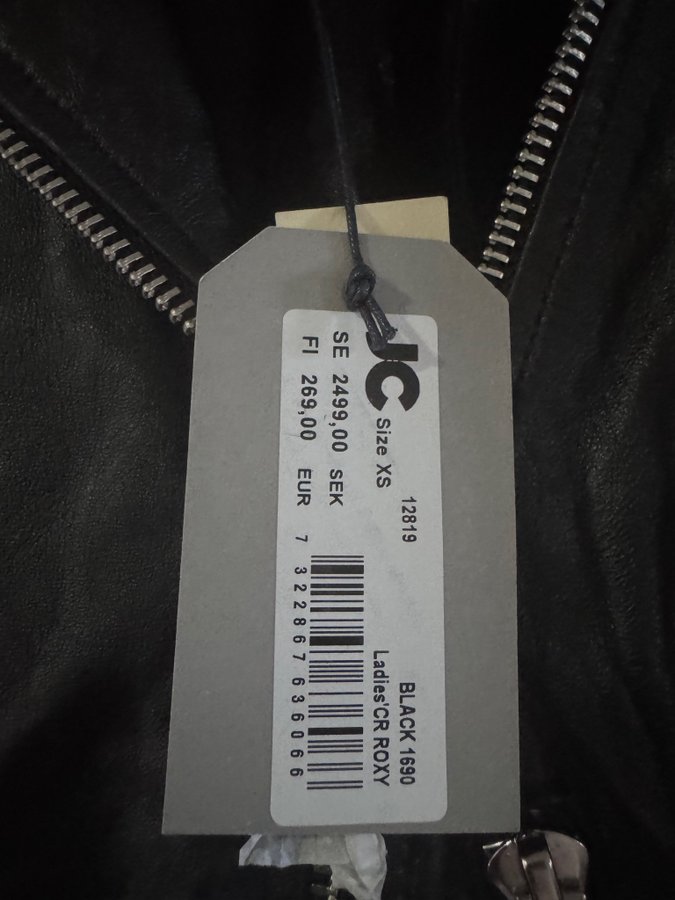 JC
12819
BLACK 1690
Size XS
Ladies'CR ROXY
SE 2499,00 SEK
FI 269,00 EUR
7 322867 636066